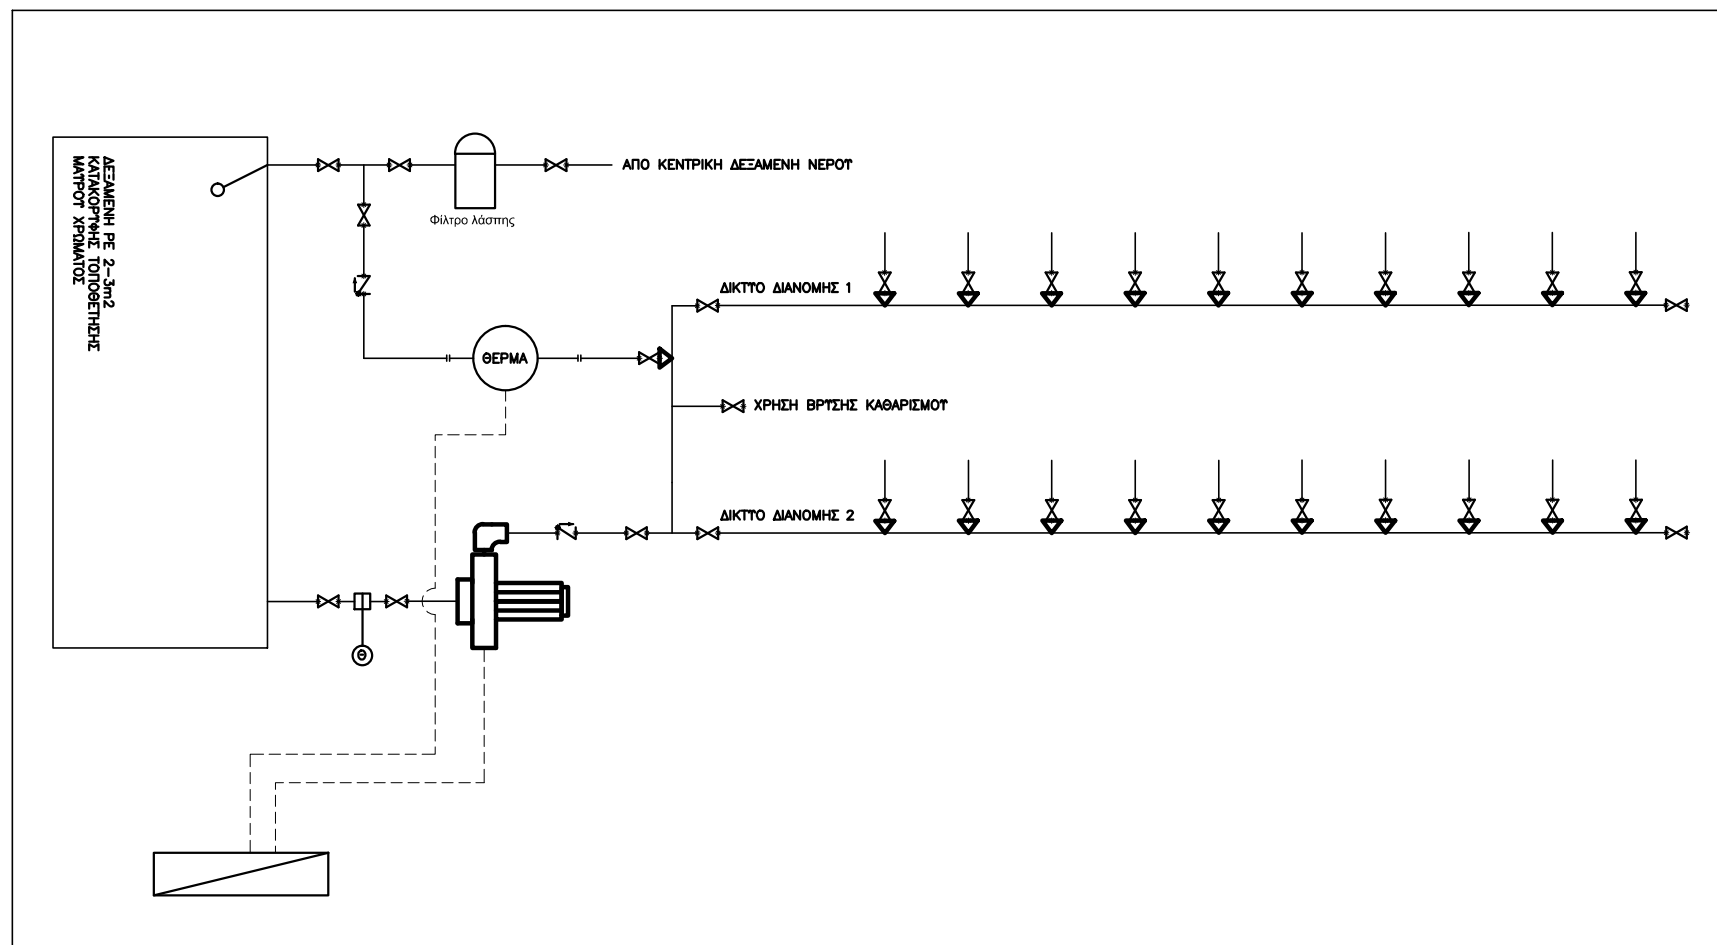 ΔΕΞΑΜΕΝΗ PE 2-3m2
ΚΑΤΑΚΟΡΥΦΗΣ ΤΟΠΟΘΕΤΗΣΗΣ
ΜΑΥΡΟΥ ΧΡΩΜΑΤΟΣ
ΑΠΟ ΚΕΝΤΡΙΚΗ ΔΕΞΑΜΕΝΗ ΝΕΡΟΥ
Φίλτρο λάσπης
ΔΙΚΤΥΟ ΔΙΑΝΟΜΗΣ 1
ΘΕΡΜΑ
ΧΡΗΣΗ ΒΡΥΣΗΣ ΚΑΘΑΡΙΣΜΟΥ
ΔΙΚΤΥΟ ΔΙΑΝΟΜΗΣ 2
Θ